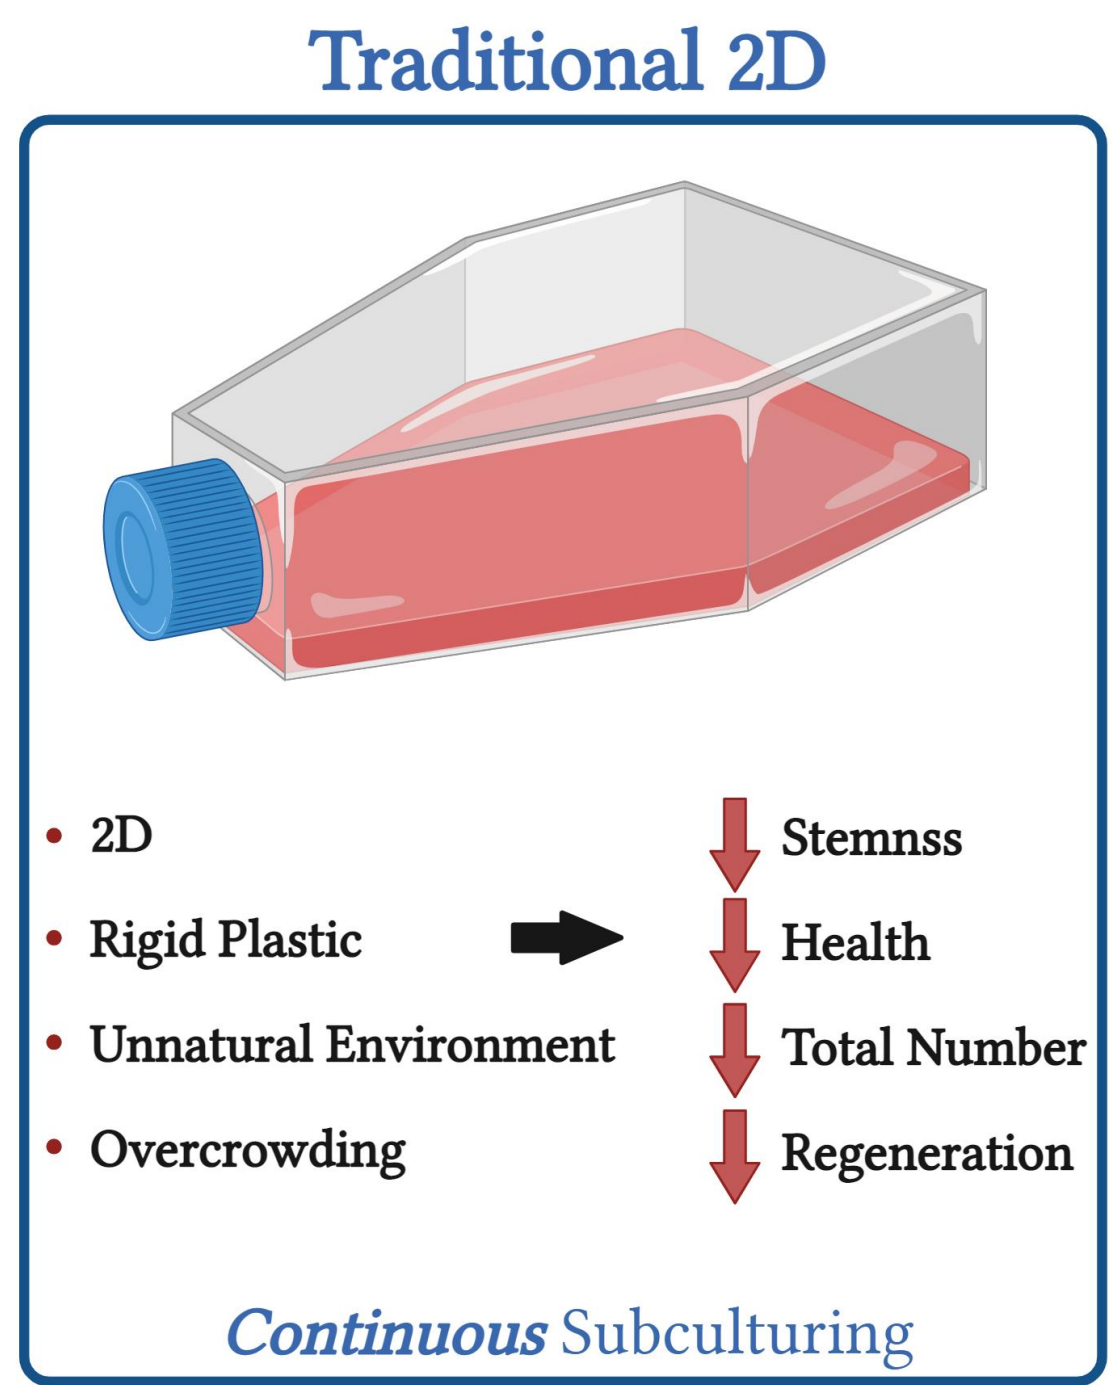 Traditional 2D
2D
Rigid Plastic
Unnatural Environment
Overcrowding
Stemnss
Health
Total Number
Regeneration
Continuous Subculturing